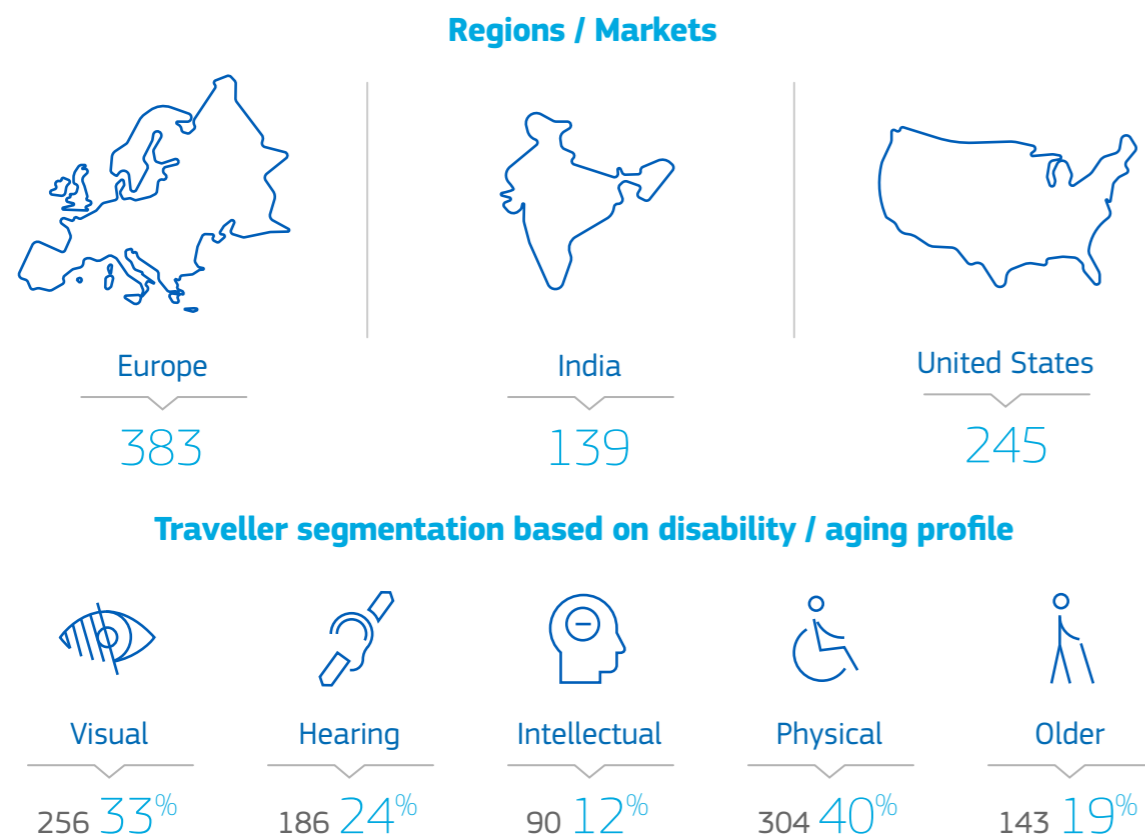 Regions / Markets
Europe India United States
383 139 245
Traveller segmentation based on disability / aging profile
Visual Hearing Intellectual Physical Older
256 33% 186 24% 90 12% 304 40% 143 19%